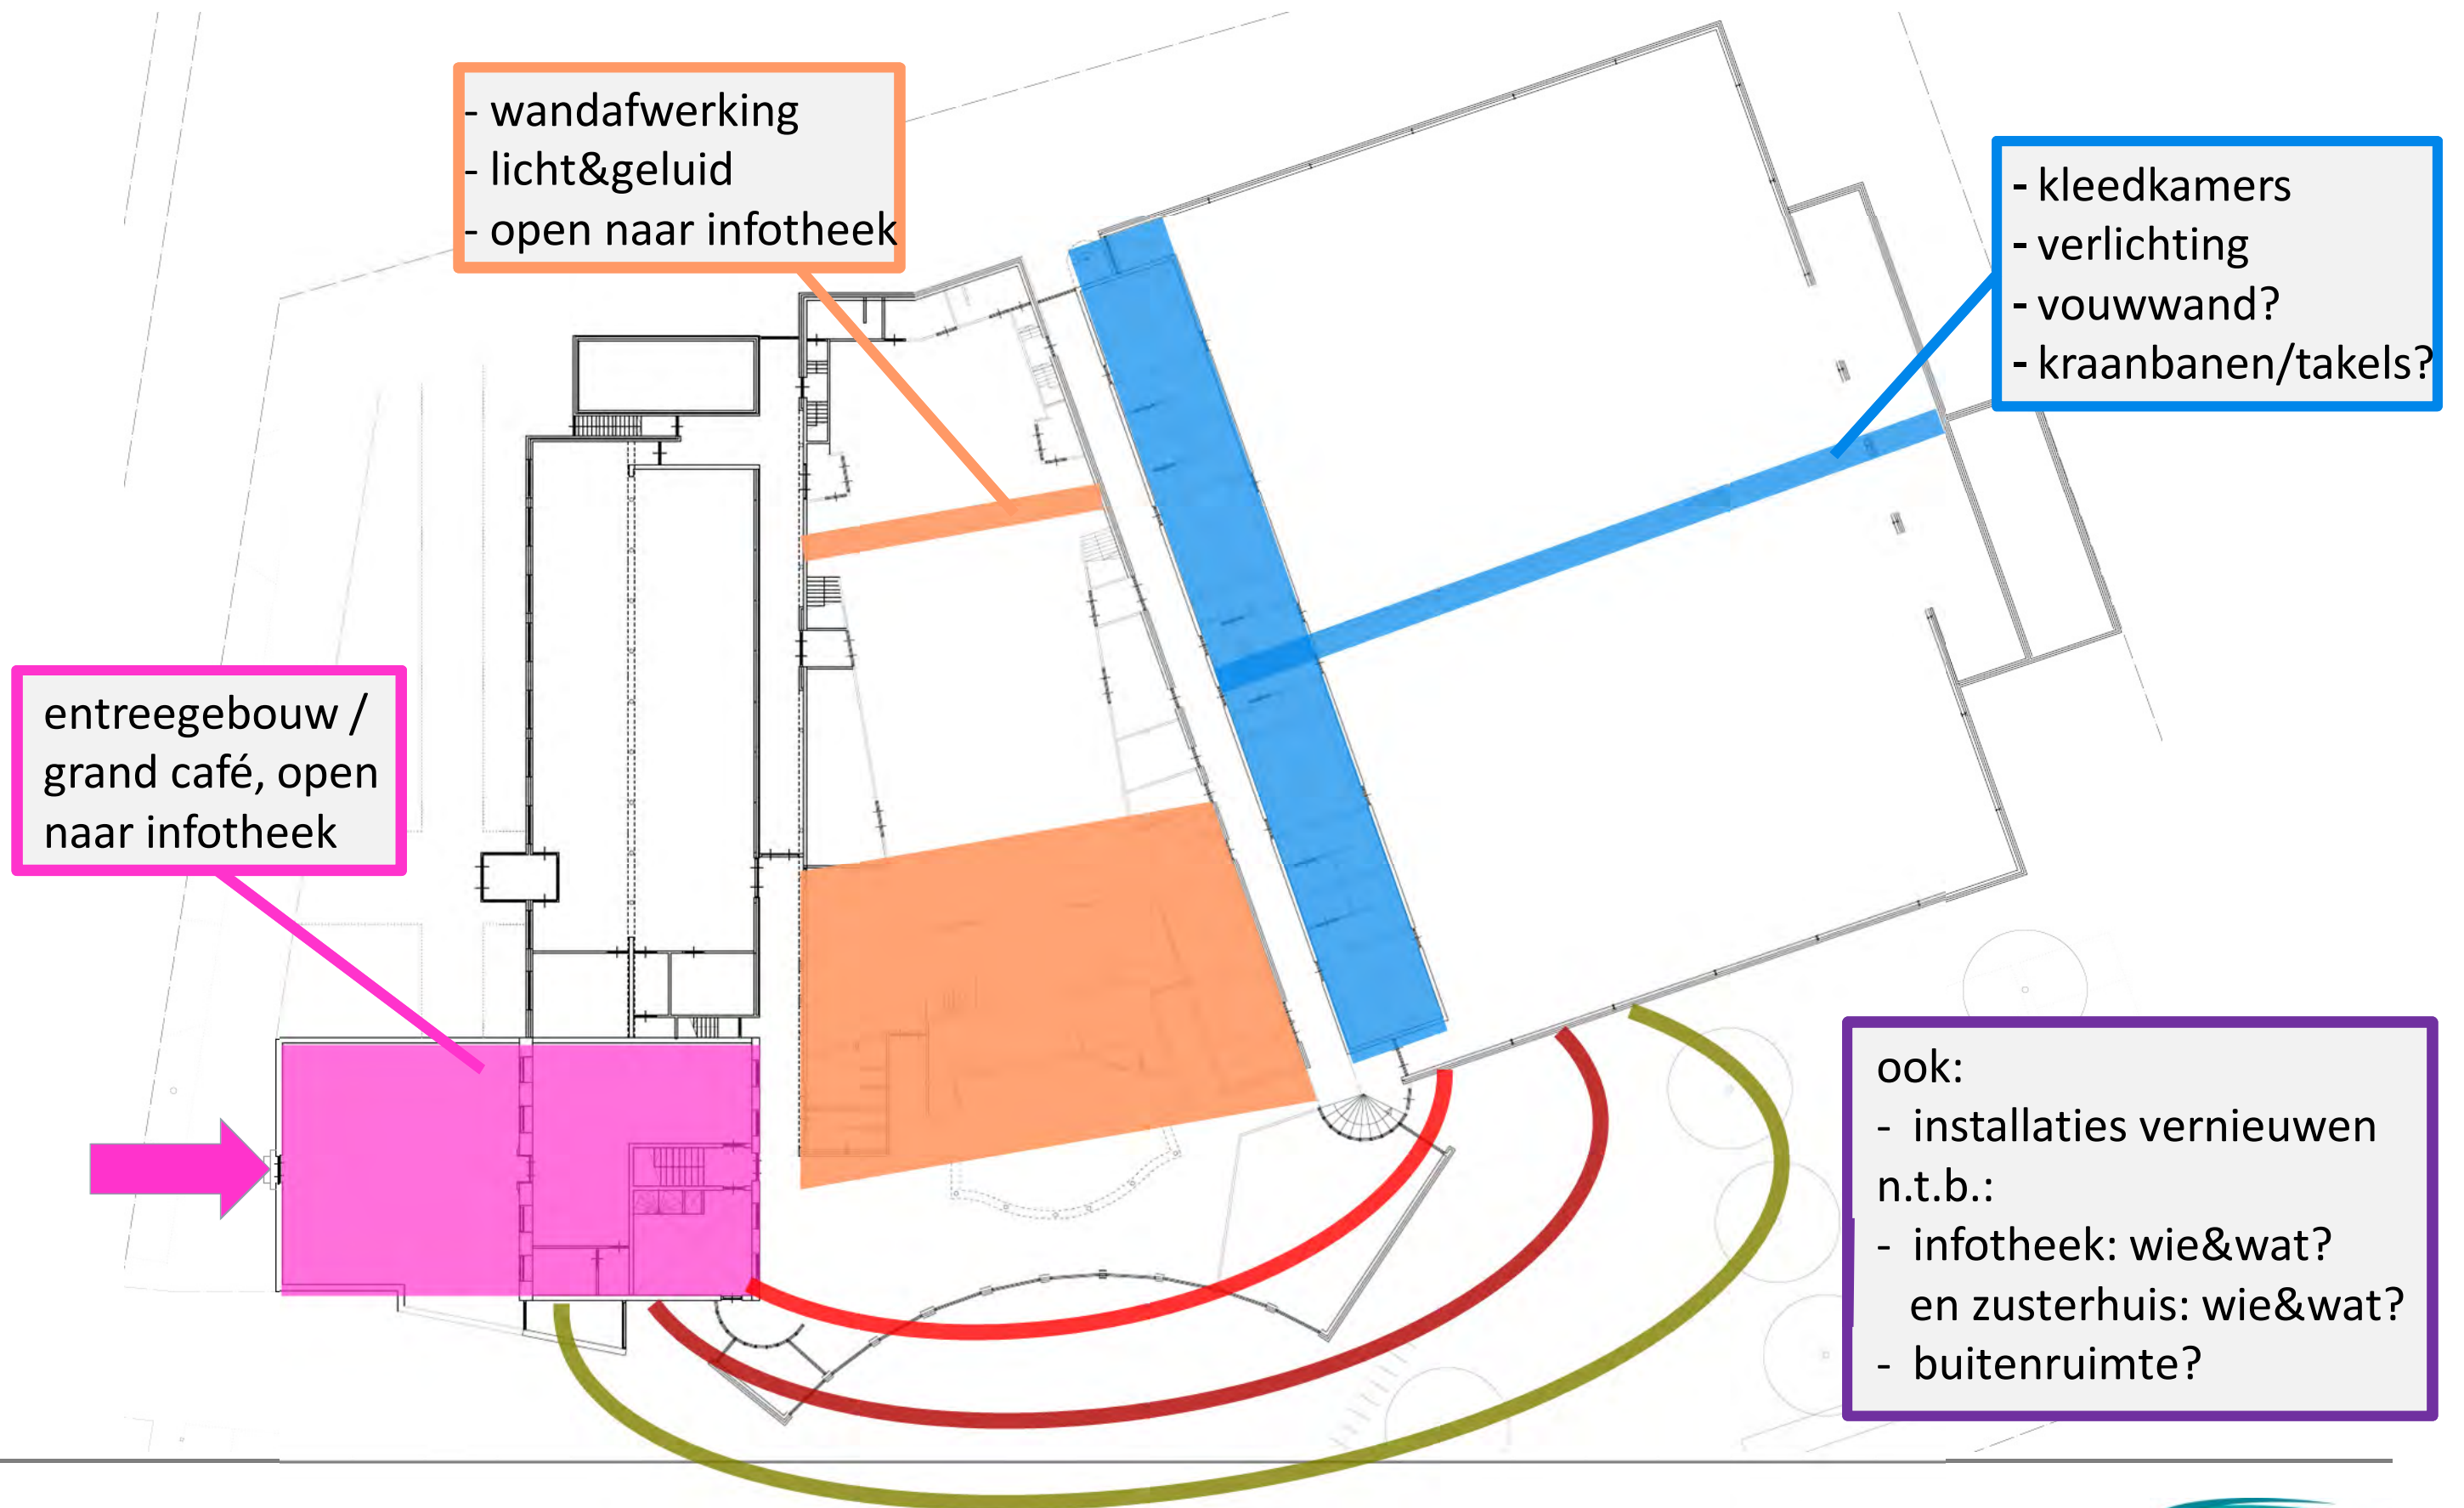 - wandafwerking
- licht&geluid
- open naar infotheek
- kleedkamers
- verlichting
- vouwwand?
- kraanbanen/takels?
entreegebouw /
grand café, open
naar infotheek
ook:
- installaties vernieuwen
n.t.b.:
- infotheek: wie&wat?
en zusterhuis: wie&wat?
- buitenruimte?